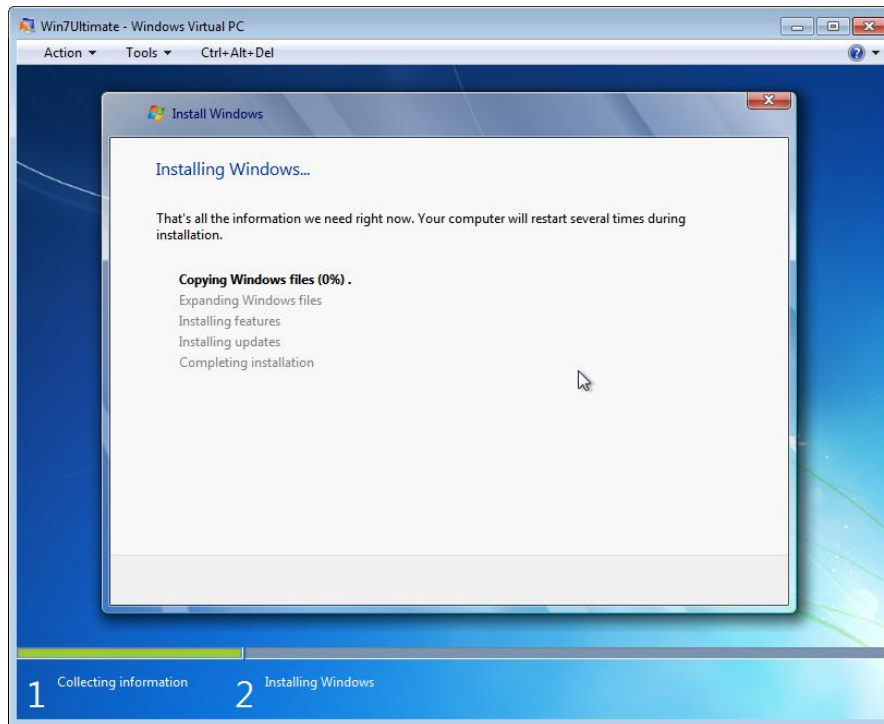 Win7Ultimate - Windows Virtual PC
Action Tools Ctrl+Alt+Del
Install Windows
Installing Windows...
That's all the information we need right now. Your computer will restart several times during
installation.
Copying Windows files (0%) .
Expanding Windows files
Installing features
Installing updates
Completing installation
1 Collecting information 2 Installing Windows